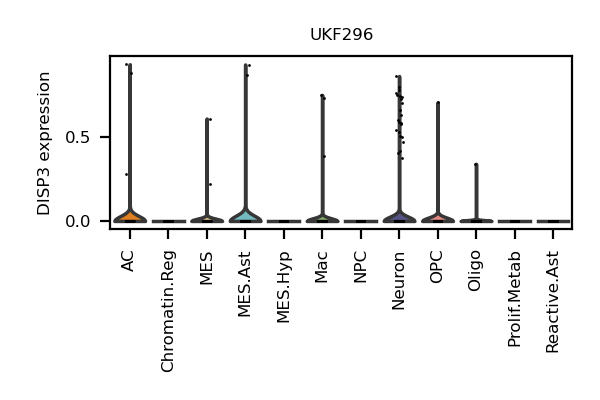 UKF296
DISP3 expression
0.5
0.0
AC
Chromatin.Reg
MES
MES.Ast
MES.Hyp
Mac
NPC
Neuron
OPC
Oligo
Prolif.Metab
Reactive.Ast